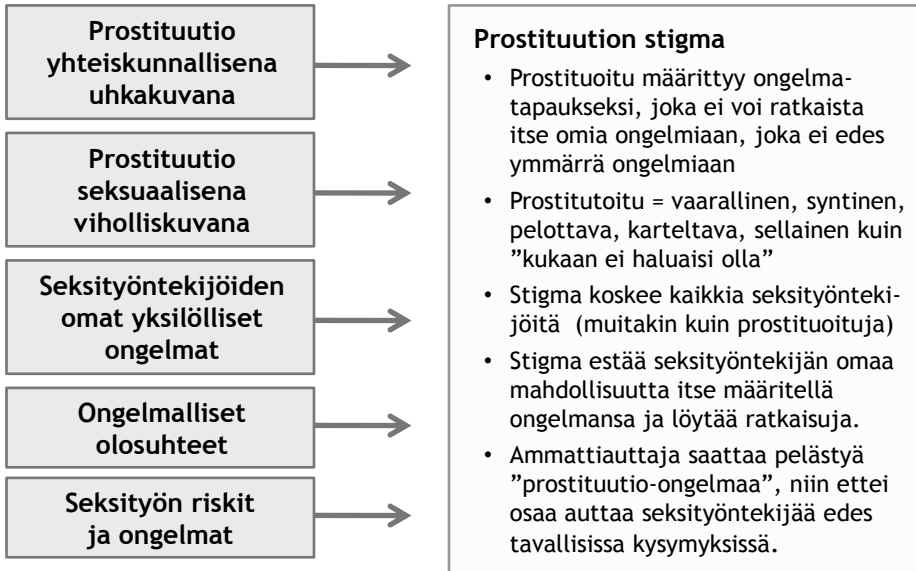 Prostituutio
yhteiskunnallisena
uhkakuvana
Prostituutio
seksuaalisena
viholliskuvana
Seksityöntekijöiden
omat yksilölliset
ongelmat
Ongelmalliset
olosuhteet
Seksityön riskit
ja ongelmat
Prostituution stigma
• Prostituoitu määrittyy ongelma-
tapaukseksi, joka ei voi ratkaista
itse omia ongelmiaan, joka ei edes
ymmärrä ongelmiaan
• Prostitutoitu = vaarallinen, syntinen,
pelottava, karteltava, sellainen kuin
”kukaan ei haluaisi olla”
• Stigma koskee kaikkia seksityönteki-
jöitä (muitakin kuin prostituoituja)
• Stigma estää seksityöntekijän omaa
mahdollisuutta itse määritellä
ongelmansa ja löytää ratkaisuja.
• Ammattiauttaja saattaa pelästyä
”prostituutio-ongelmaa”, niin ettei
osaa auttaa seksityöntekijää edes
tavallisissa kysymyksissä.